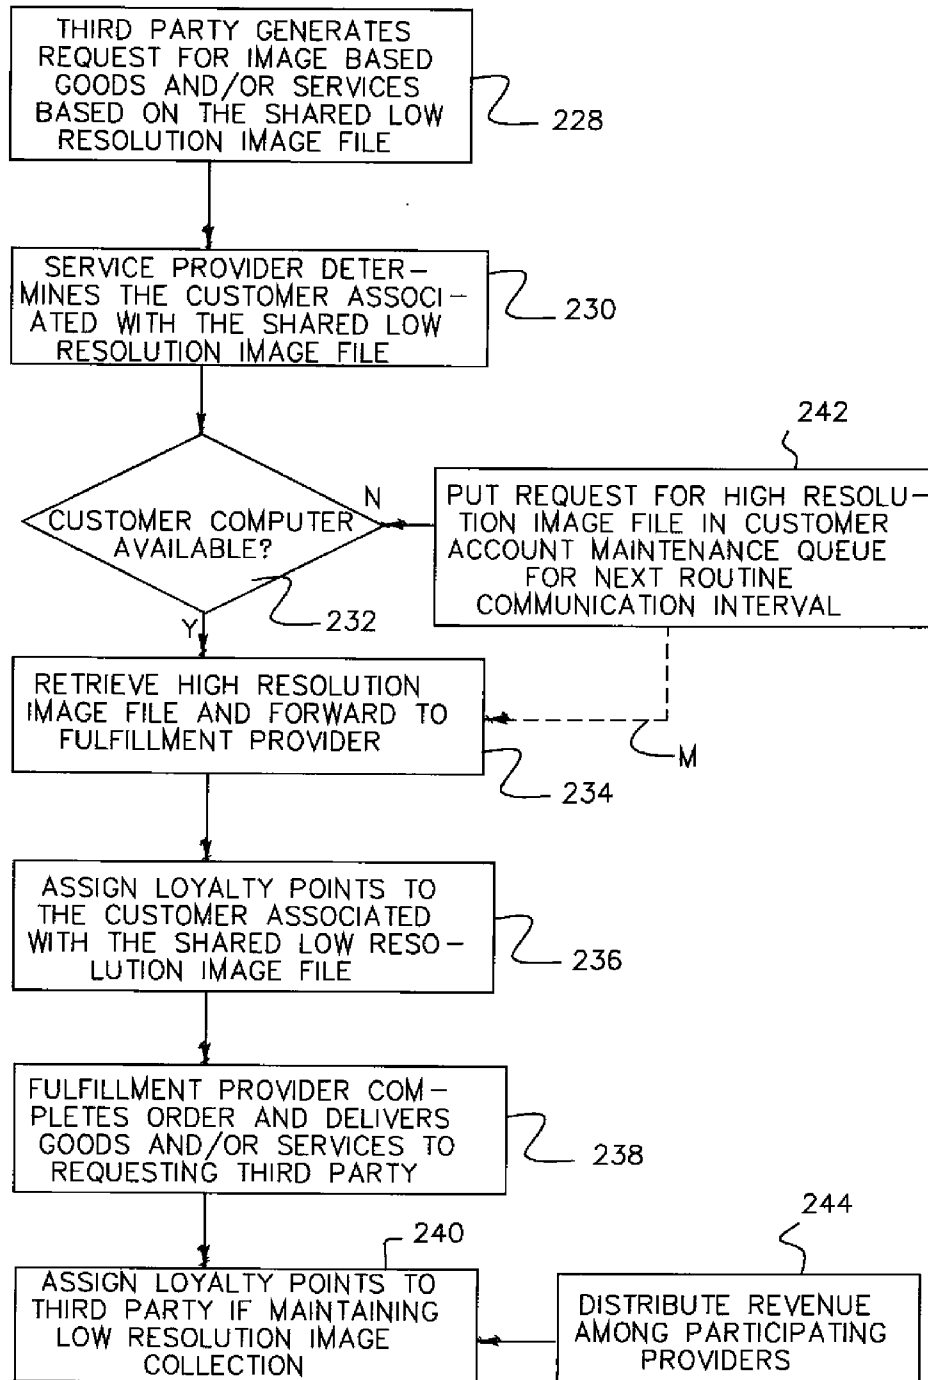 THIRD PARTY GENERATES
REQUEST FOR IMAGE BASED
GOODS AND/OR SERVICES
BASED ON THE SHARED LOW
RESOLUTION IMAGE FILE
228
SERVICE PROVIDER DETER-
MINES THE CUSTOMER ASSOCI-
ATED WITH THE SHARED LOW
RESOLUTION IMAGE FILE
230
242
CUSTOMER COMPUTER
AVAILABLE?
N
PUT REQUEST FOR HIGH RESOLU-
TION IMAGE FILE IN CUSTOMER
ACCOUNT MAINTENANCE QUEUE
FOR NEXT ROUTINE
COMMUNICATION INTERVAL
232
Y
RETRIEVE HIGH RESOLUTION
IMAGE FILE AND FORWARD TO
FULFILLMENT PROVIDER
M
234
ASSIGN LOYALTY POINTS TO
THE CUSTOMER ASSOCIATED
WITH THE SHARED LOW RESO-
LUTION IMAGE FILE
236
FULFILLMENT PROVIDER COM-
PLETES ORDER AND DELIVERS
GOODS AND/OR SERVICES TO
REQUESTING THIRD PARTY
238
240
244
ASSIGN LOYALTY POINTS TO
THIRD PARTY IF MAINTAINING
LOW RESOLUTION IMAGE
COLLECTION
DISTRIBUTE REVENUE
AMONG PARTICIPATING
PROVIDERS